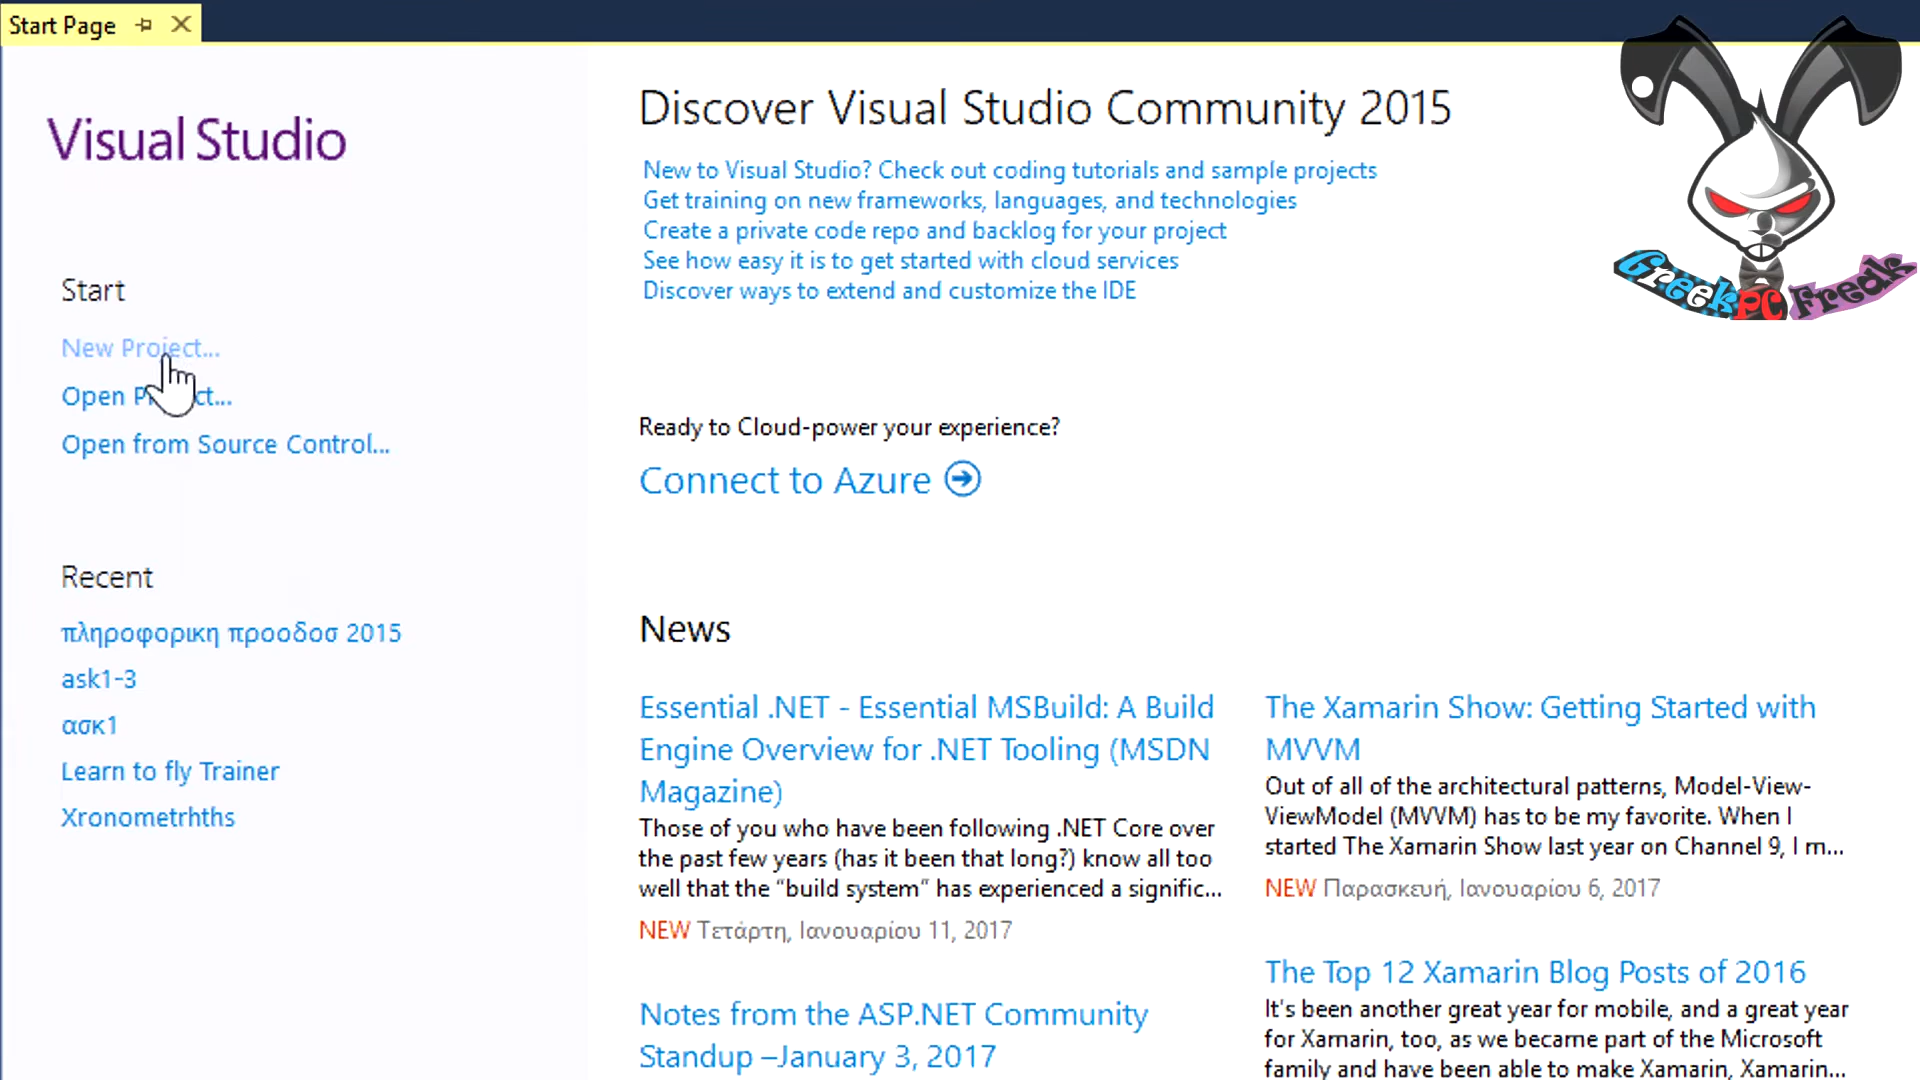 Start Page
Visual Studio
Start
New Project...
Open Project...
Open from Source Control...
Recent
πληροφορικη προοδοσ 2015
ask1-3
ασκ1
Learn to fly Trainer
Xronometrhths
Discover Visual Studio Community 2015
New to Visual Studio? Check out coding tutorials and sample projects
Get training on new frameworks, languages, and technologies
Create a private code repo and backlog for your project
See how easy it is to get started with cloud services
Discover ways to extend and customize the IDE
Ready to Cloud-power your experience?
Connect to Azure
News
Essential .NET - Essential MSBuild: A Build
Engine Overview for .NET Tooling (MSDN
Magazine)
Those of you who have been following .NET Core over
the past few years (has it been that long?) know all too
well that the “build system” has experienced a signific...
NEW Τετάρτη, Ιανουαρίου 11, 2017
Notes from the ASP.NET Community
Standup –January 3, 2017
The Xamarin Show: Getting Started with
MVVM
Out of all of the architectural patterns, Model-View-
ViewModel (MVVM) has to be my favorite. When I
started The Xamarin Show last year on Channel 9, I m...
NEW Παρασκευή, Ιανουαρίου 6, 2017
The Top 12 Xamarin Blog Posts of 2016
It's been another great year for mobile, and a great year
for Xamarin, too, as we became part of the Microsoft
family and have been able to make Xamarin, Xamarin...
Greek PC Freak